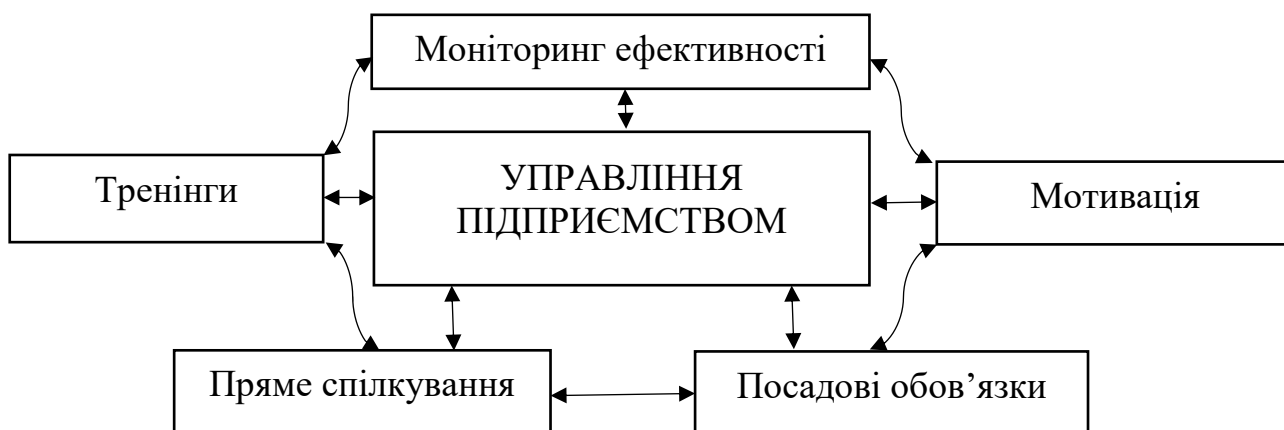 Моніторинг ефективності
Тренінги
УПРАВЛІННЯ
ПІДПРИЄМСТВОМ
Мотивація
Пряме спілкування
Посадові обов’язки